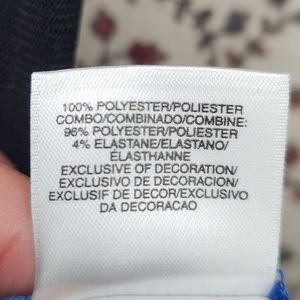 100% POLYESTER/POLIESTER
COMBO/COMBINADO/COMBINE:
96% POLYESTER/POLIESTER
4% ELASTANE/ELASTANO/
ÉLASTHANNE
EXCLUSIVE OF DECORATION/
EXCLUSIVO DE DECORACION/
EXCLUSIF DE DECOR/EXCLUSIVO
DA DECORACAO